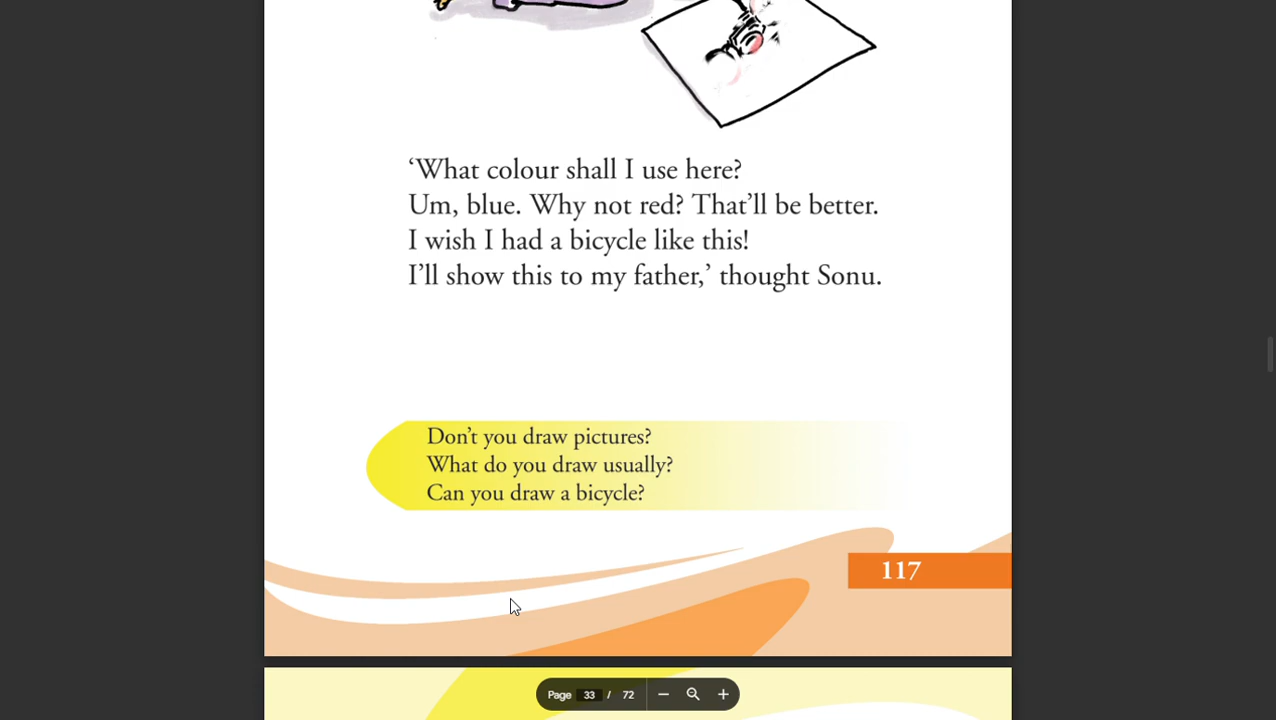 ‘What colour shall I use here?
Um, blue. Why not red? That’ll be better.
I wish I had a bicycle like this!
I’ll show this to my father,’ thought Sonu.
Don’t you draw pictures?
What do you draw usually?
Can you draw a bicycle?
117
Page 33 / 72